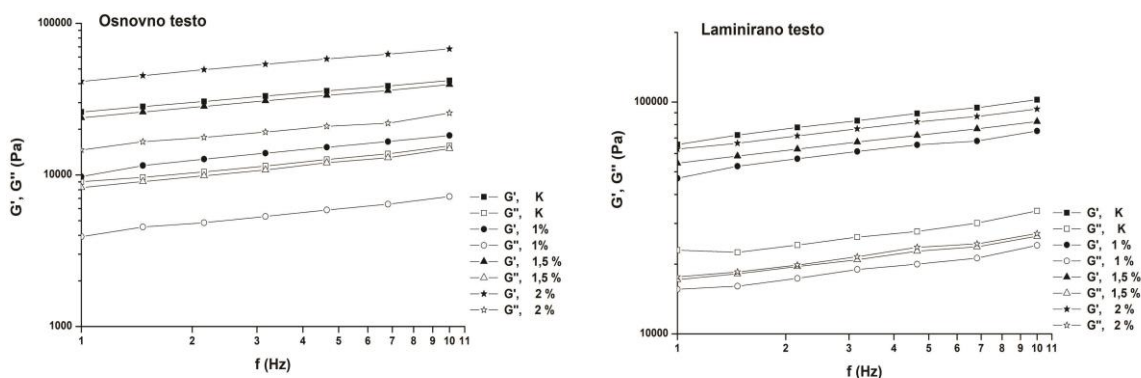 Osnovno testo
100000
10000
1000
G', G'' (Pa)
1 2 3 4 5 6 7 8 9 10 11
f (Hz)
G', K
G'', K
G', 1%
G'', 1%
G', 1,5 %
G'', 1,5 %
G', 2 %
G'', 2 %
Laminirano testo
100000
10000
G', G'' (Pa)
1 2 3 4 5 6 7 8 9 10 11
f (Hz)
G', K
G'', K
G', 1 %
G'', 1 %
G', 1,5 %
G'', 1,5 %
G', 2 %
G'', 2 %